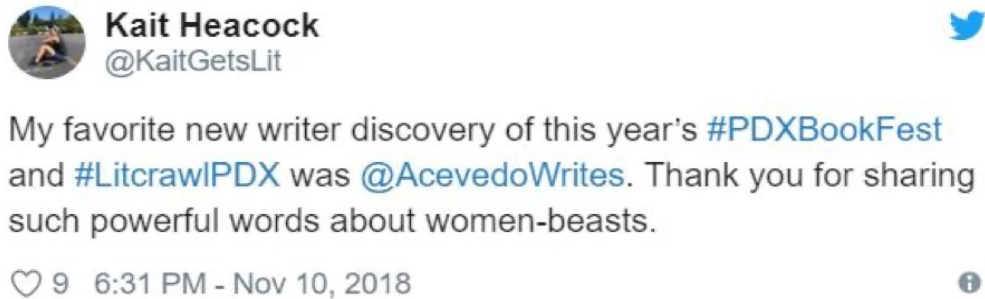 Kait Heacock
@KaitGetsLit
My favorite new writer discovery of this year's #PDXBookFest
and #LitcrawlPDX was @AcevedoWrites. Thank you for sharing
such powerful words about women-beasts.
9 6:31 PM - Nov 10, 2018